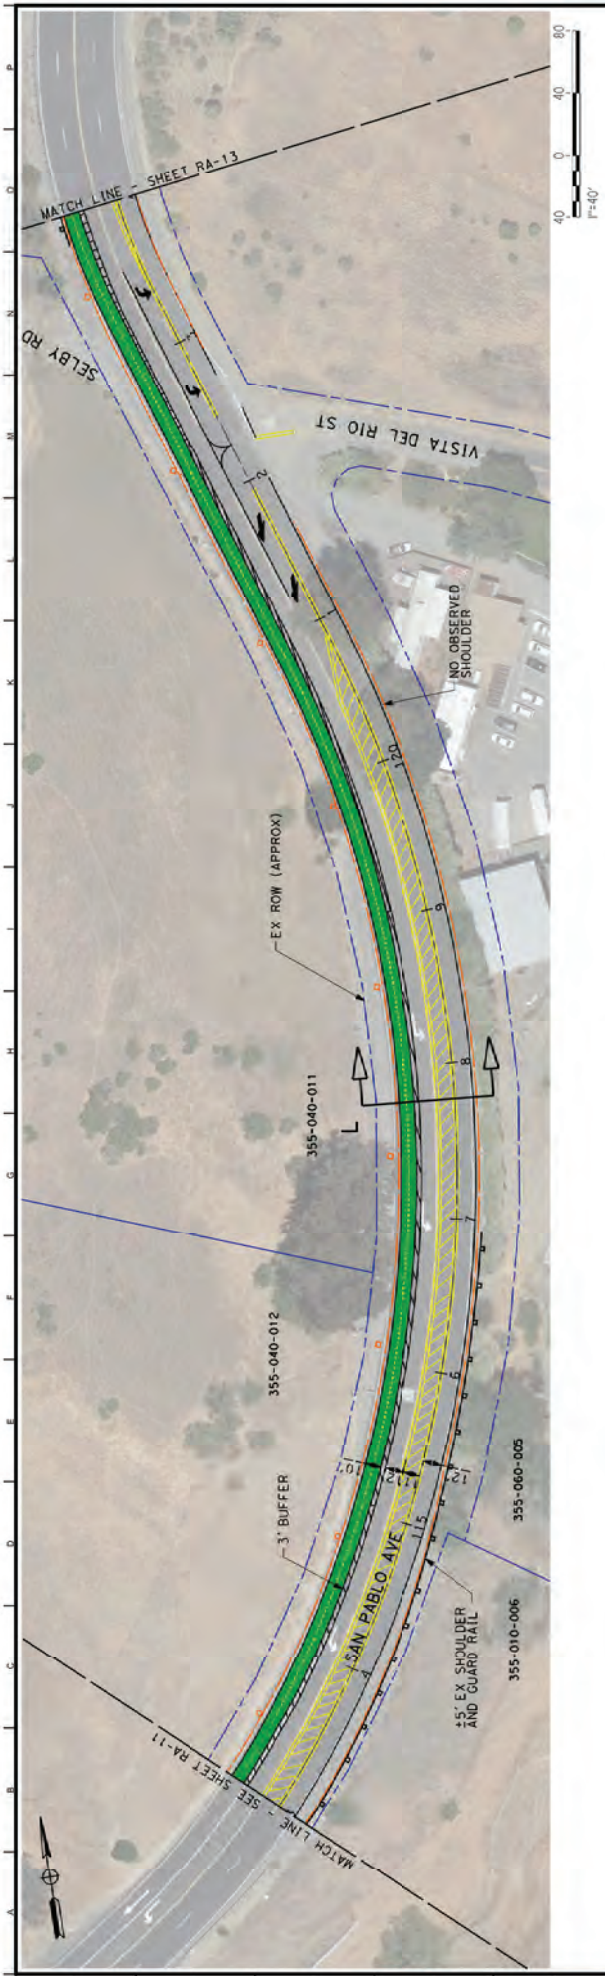 A
B
C
D
E
F
G
H
I
J
K
L
M
N
O
P
MATCH LINE - SEE SHEET RA-11
MATCH LINE - SHEET RA-13
SELBY RD
VISTA DEL RIO ST
SAN PABLO AVE
3' BUFFER
EX ROW (APPROX)
355-040-012
355-040-011
L
NO OBSERVED
SHOULDER
±5' EX SHOULDER
AND GUARD RAIL
355-010-006
355-060-005
10'
12'
12'
4
115
6
7
8
9
120
1
2
40
0
40
80
1"=40'